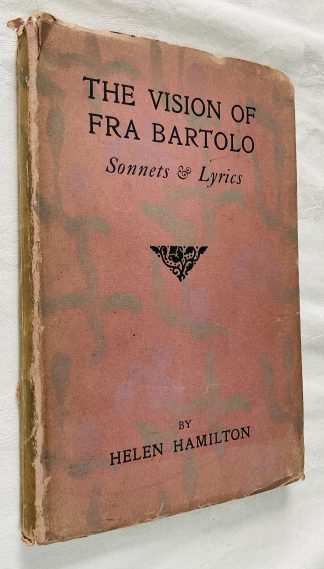 THE VISION OF
FRA BARTOLO
Sonnets & Lyrics
BY
HELEN HAMILTON